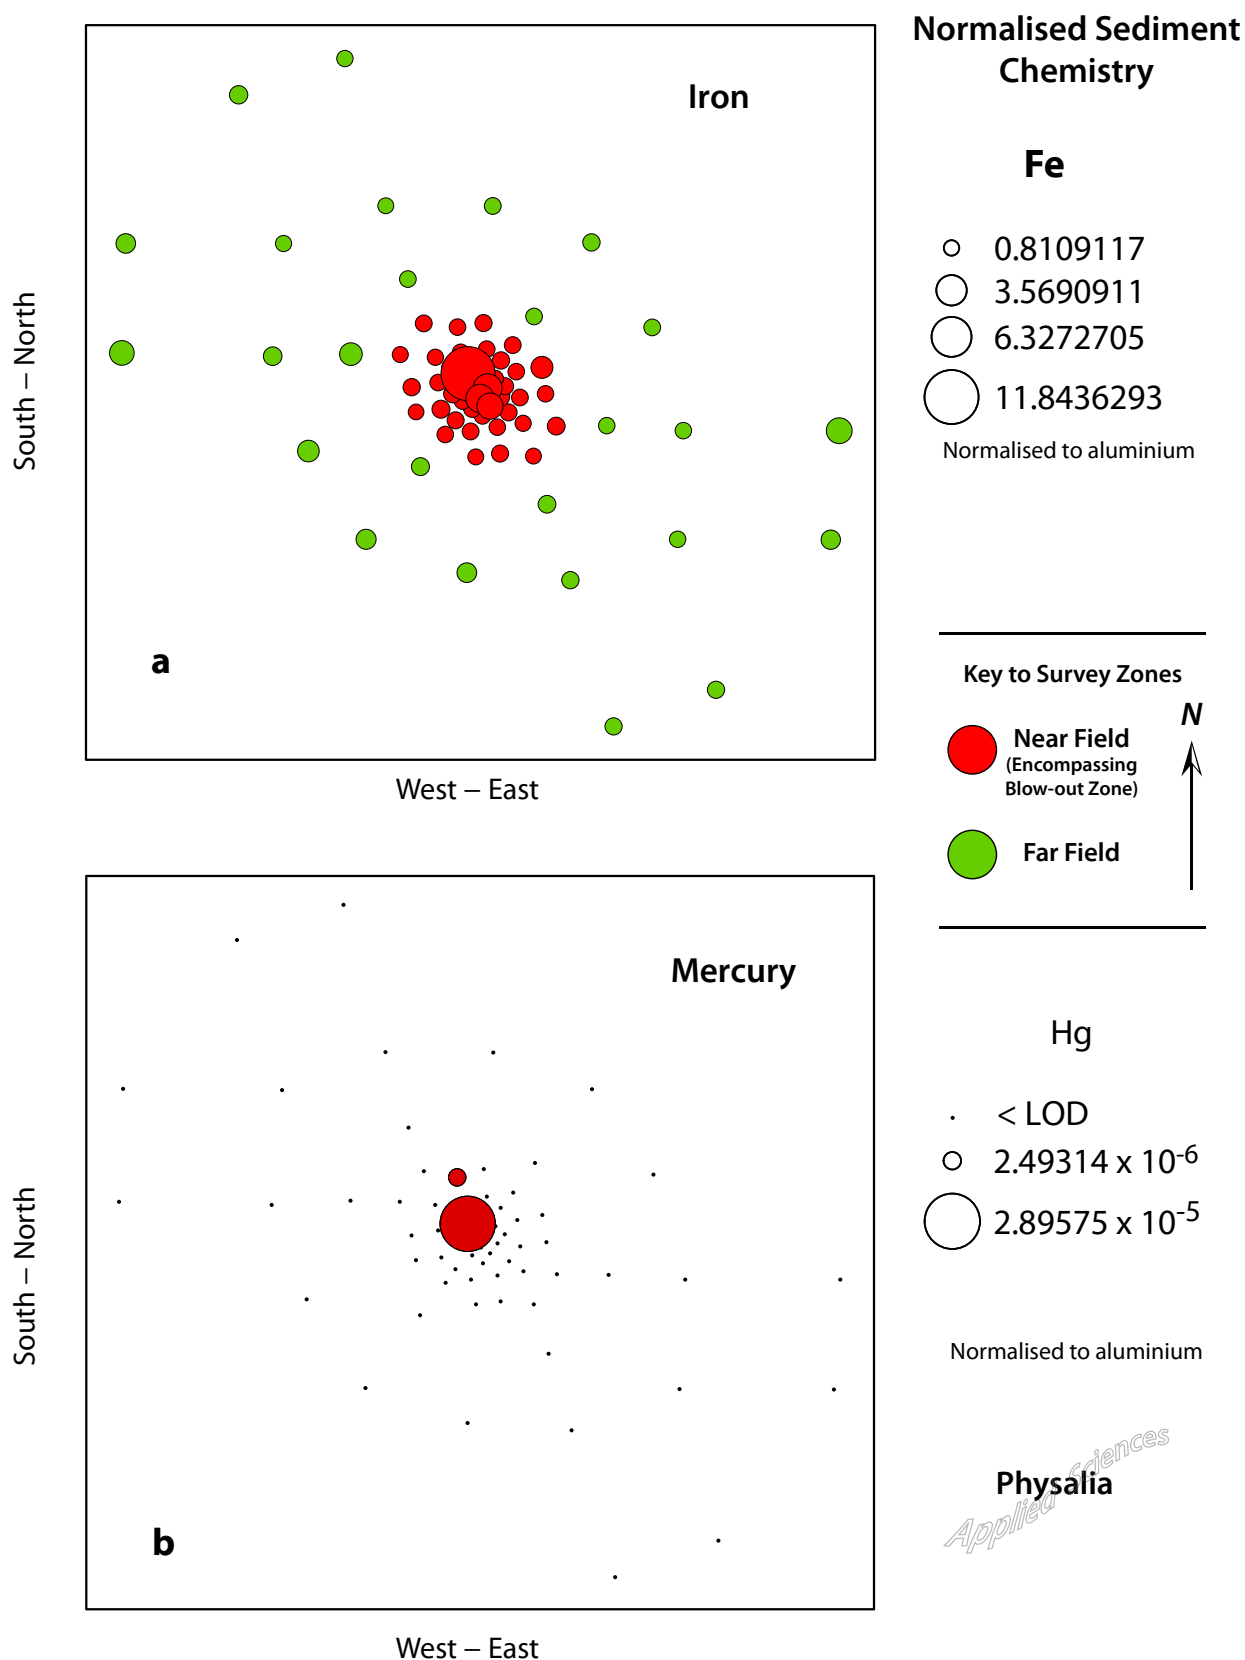 Normalised Sediment
Chemistry
Iron
Fe
0.8109117
3.5690911
6.3272705
11.8436293
Normalised to aluminium
South – North
a
West – East
Key to Survey Zones
N
Near Field
(Encompassing
Blow-out Zone)
Far Field
Mercury
Hg
< LOD
2.49314 x 10-6
2.89575 x 10-5
Normalised to aluminium
South – North
b
West – East
Physalia
Applied Sciences